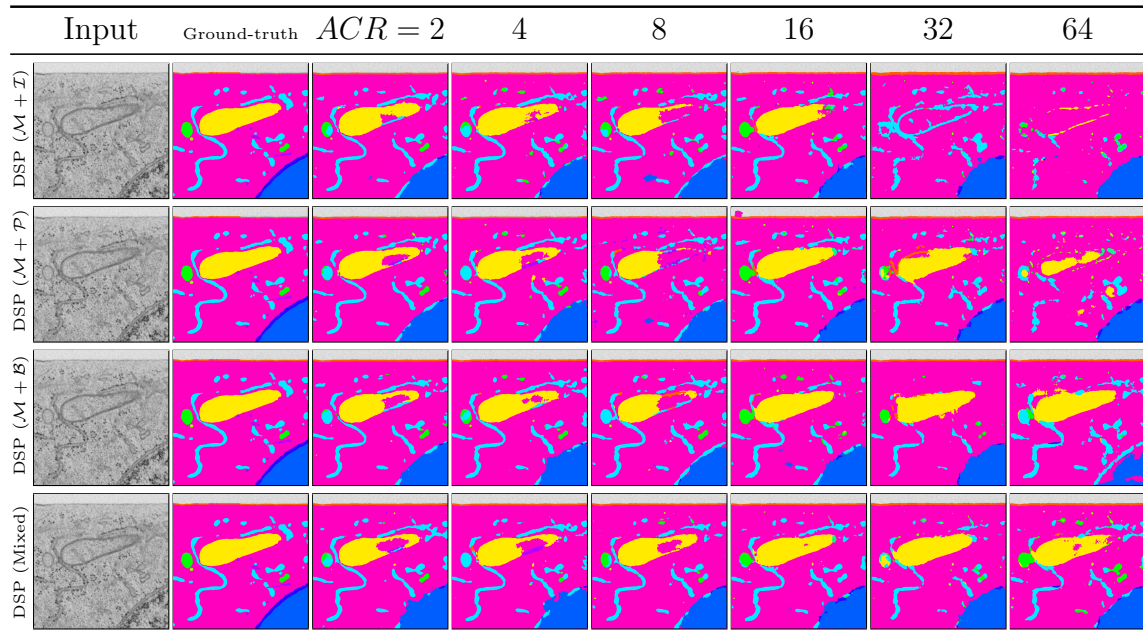 Input Ground-truth ACR = 2 4 8 16 32 64
DSP (M + I)
DSP (M + P)
DSP (M + B)
DSP (Mixed)